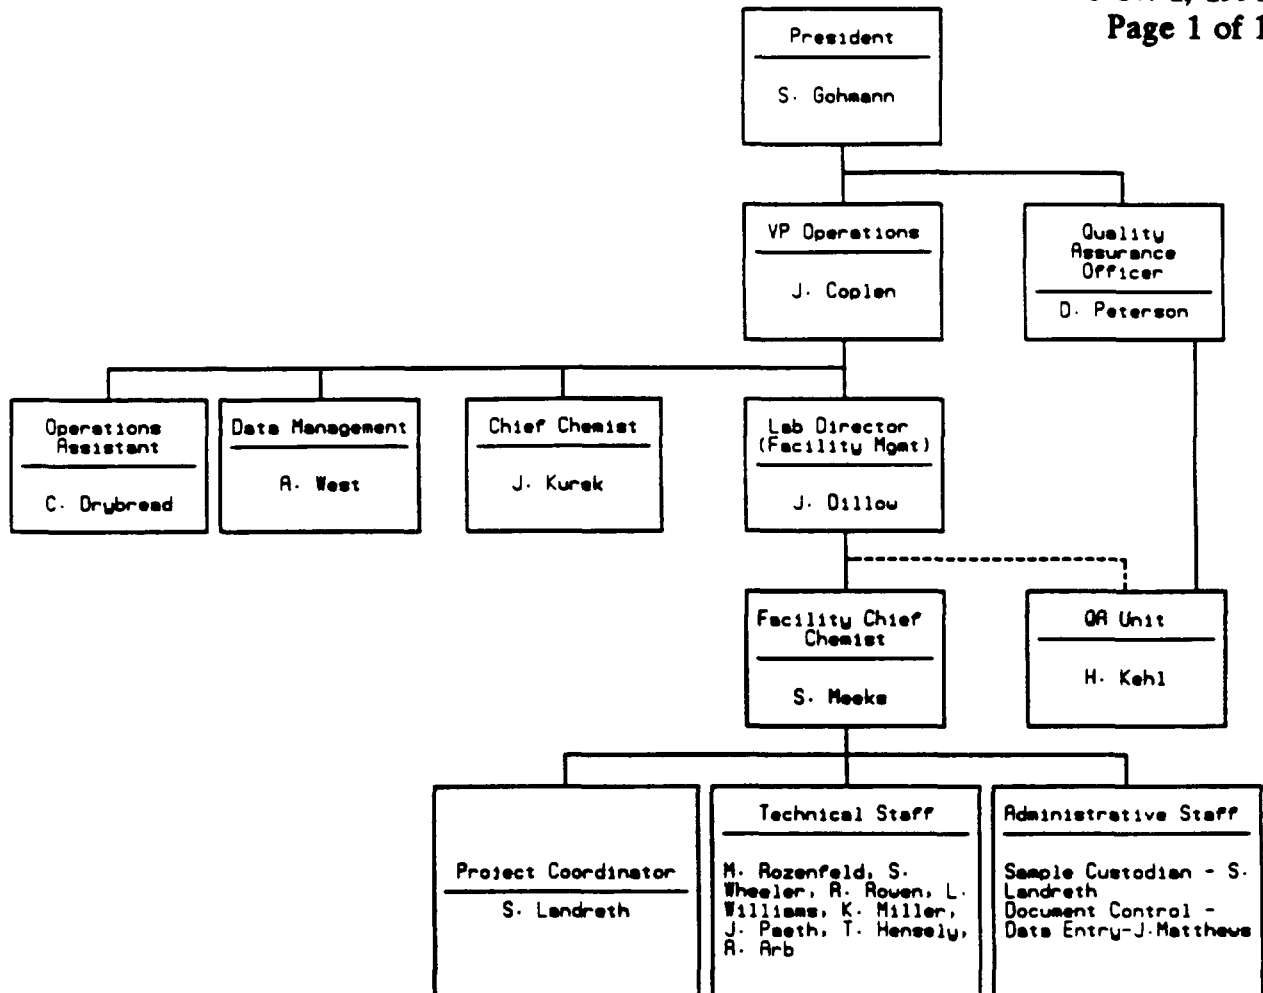 Page 1 of 1
President
S. Gohmann
VP Operations
J. Coplen
Quality
Assurance
Officer
D. Peterson
Operations
Assistant
C. Drybread
Data Management
A. West
Chief Chemist
J. Kurek
Lab Director
(Facility Mgmt)
J. Dillow
Facility Chief
Chemist
S. Meeks
QA Unit
H. Kehl
Project Coordinator
S. Landreth
Technical Staff
M. Rozenfeld, S.
Wheeler, R. Rowen, L.
Williams, K. Miller,
J. Paeth, T. Hensely,
A. Arb
Administrative Staff
Sample Custodian - S.
Landreth
Document Control -
Data Entry-J.Matthews